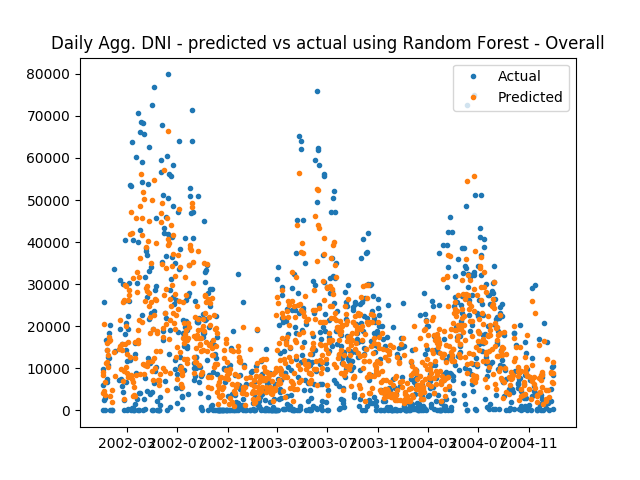 Daily Agg. DNI - predicted vs actual using Random Forest - Overall
Actual
Predicted
80000
70000
60000
50000
40000
30000
20000
10000
0
2002-03 2002-07 2002-11 2003-03 2003-07 2003-11 2004-03 2004-07 2004-11